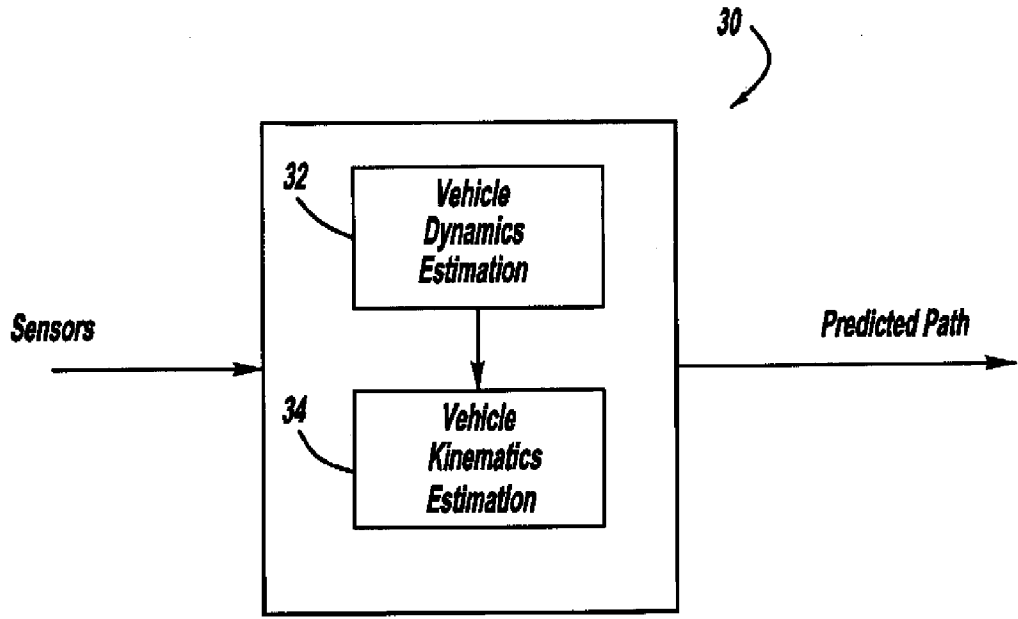 30
32
Vehicle
Dynamics
Estimation
Sensors
Predicted Path
34
Vehicle
Kinematics
Estimation